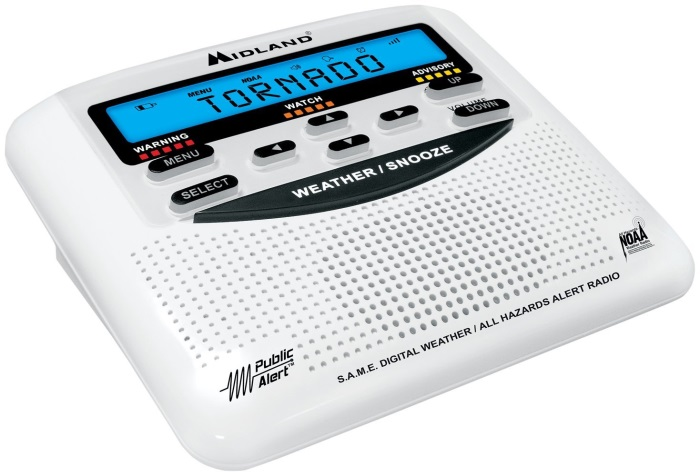 MIDLAND
MENU NOAA
TORNADO
WARNING
WATCH
ADVISORY
UP
VOLUME
DOWN
MENU
SELECT
WEATHER / SNOOZE
NOAA
Public
Alert™
S.A.M.E. DIGITAL WEATHER / ALL HAZARDS ALERT RADIO